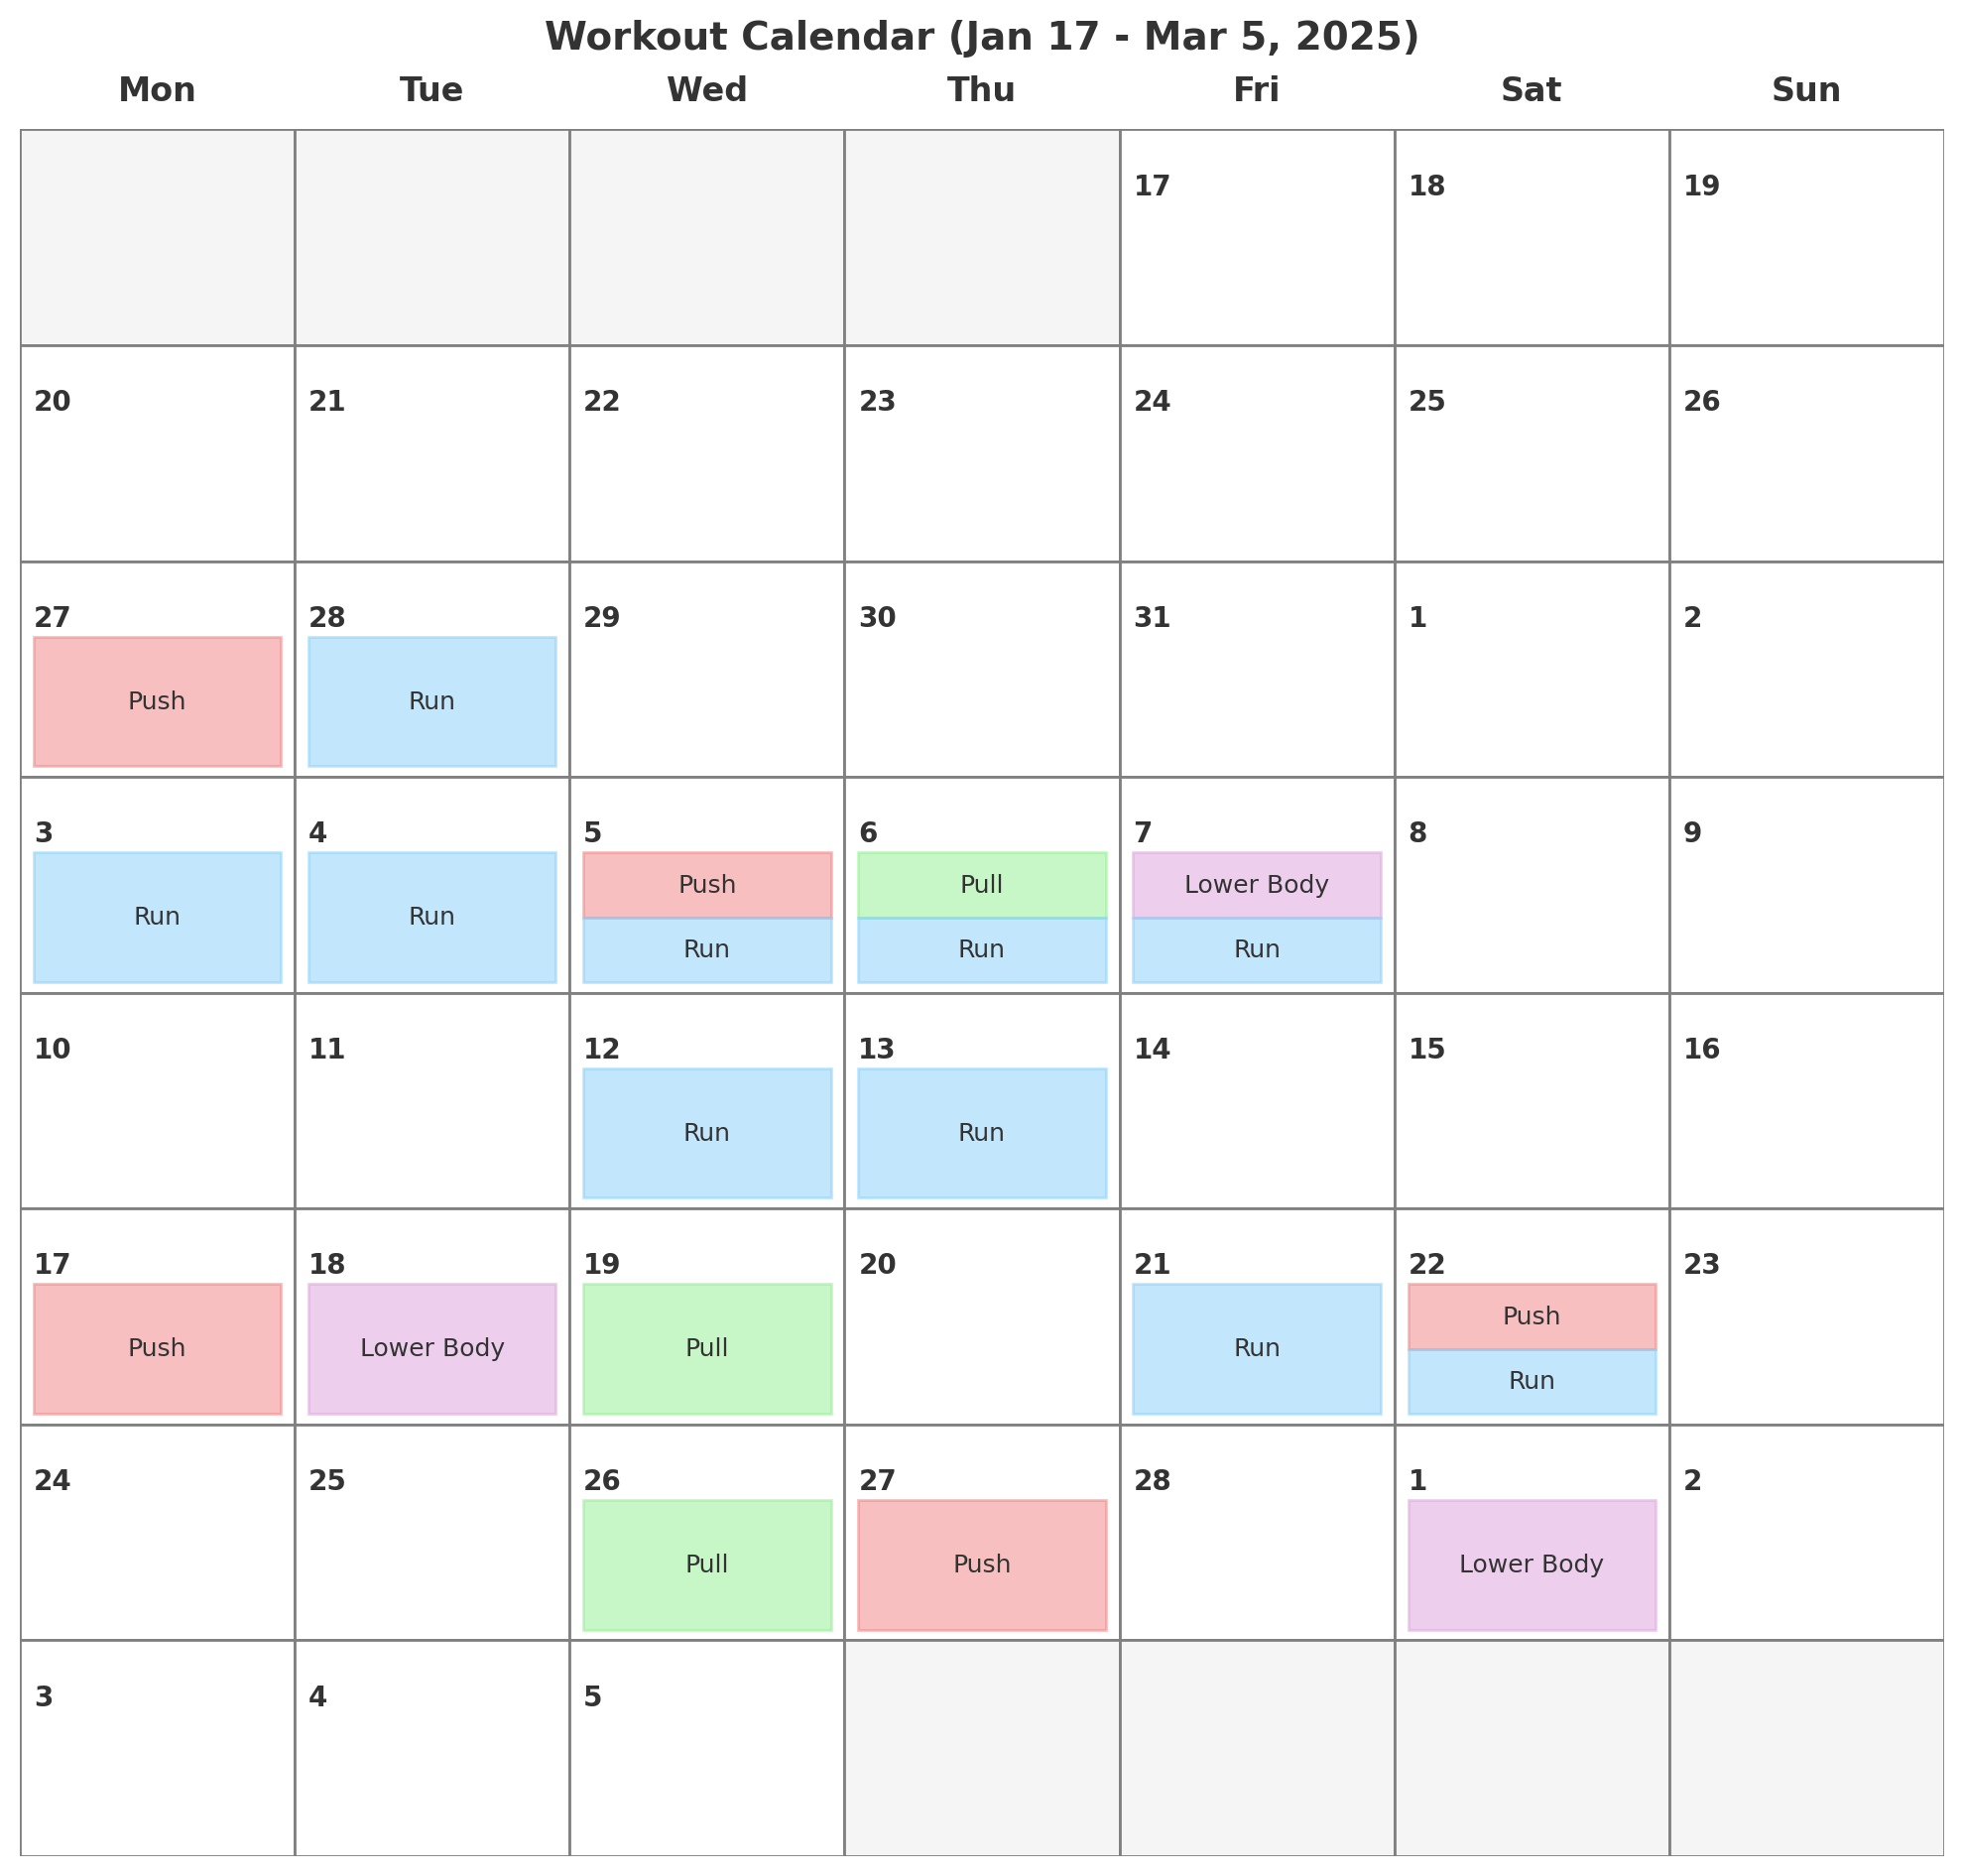 Workout Calendar (Jan 17 - Mar 5, 2025)
Mon Tue Wed Thu Fri Sat Sun
17 18 19
20 21 22 23 24 25 26
27 28 29 30 31 1 2
Push Run
3 4 5 6 7 8 9
Run Run
Push Pull Lower Body
Run Run Run
10 11 12 13 14 15 16
Run Run
17 18 19 20 21 22 23
Push Lower Body Pull Run
Push
Run
24 25 26 27 28 1 2
Pull Push Lower Body
3 4 5